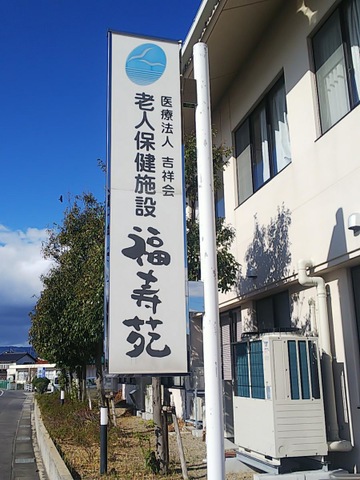 医療法人 吉祥会
老人保健施設
福寿苑